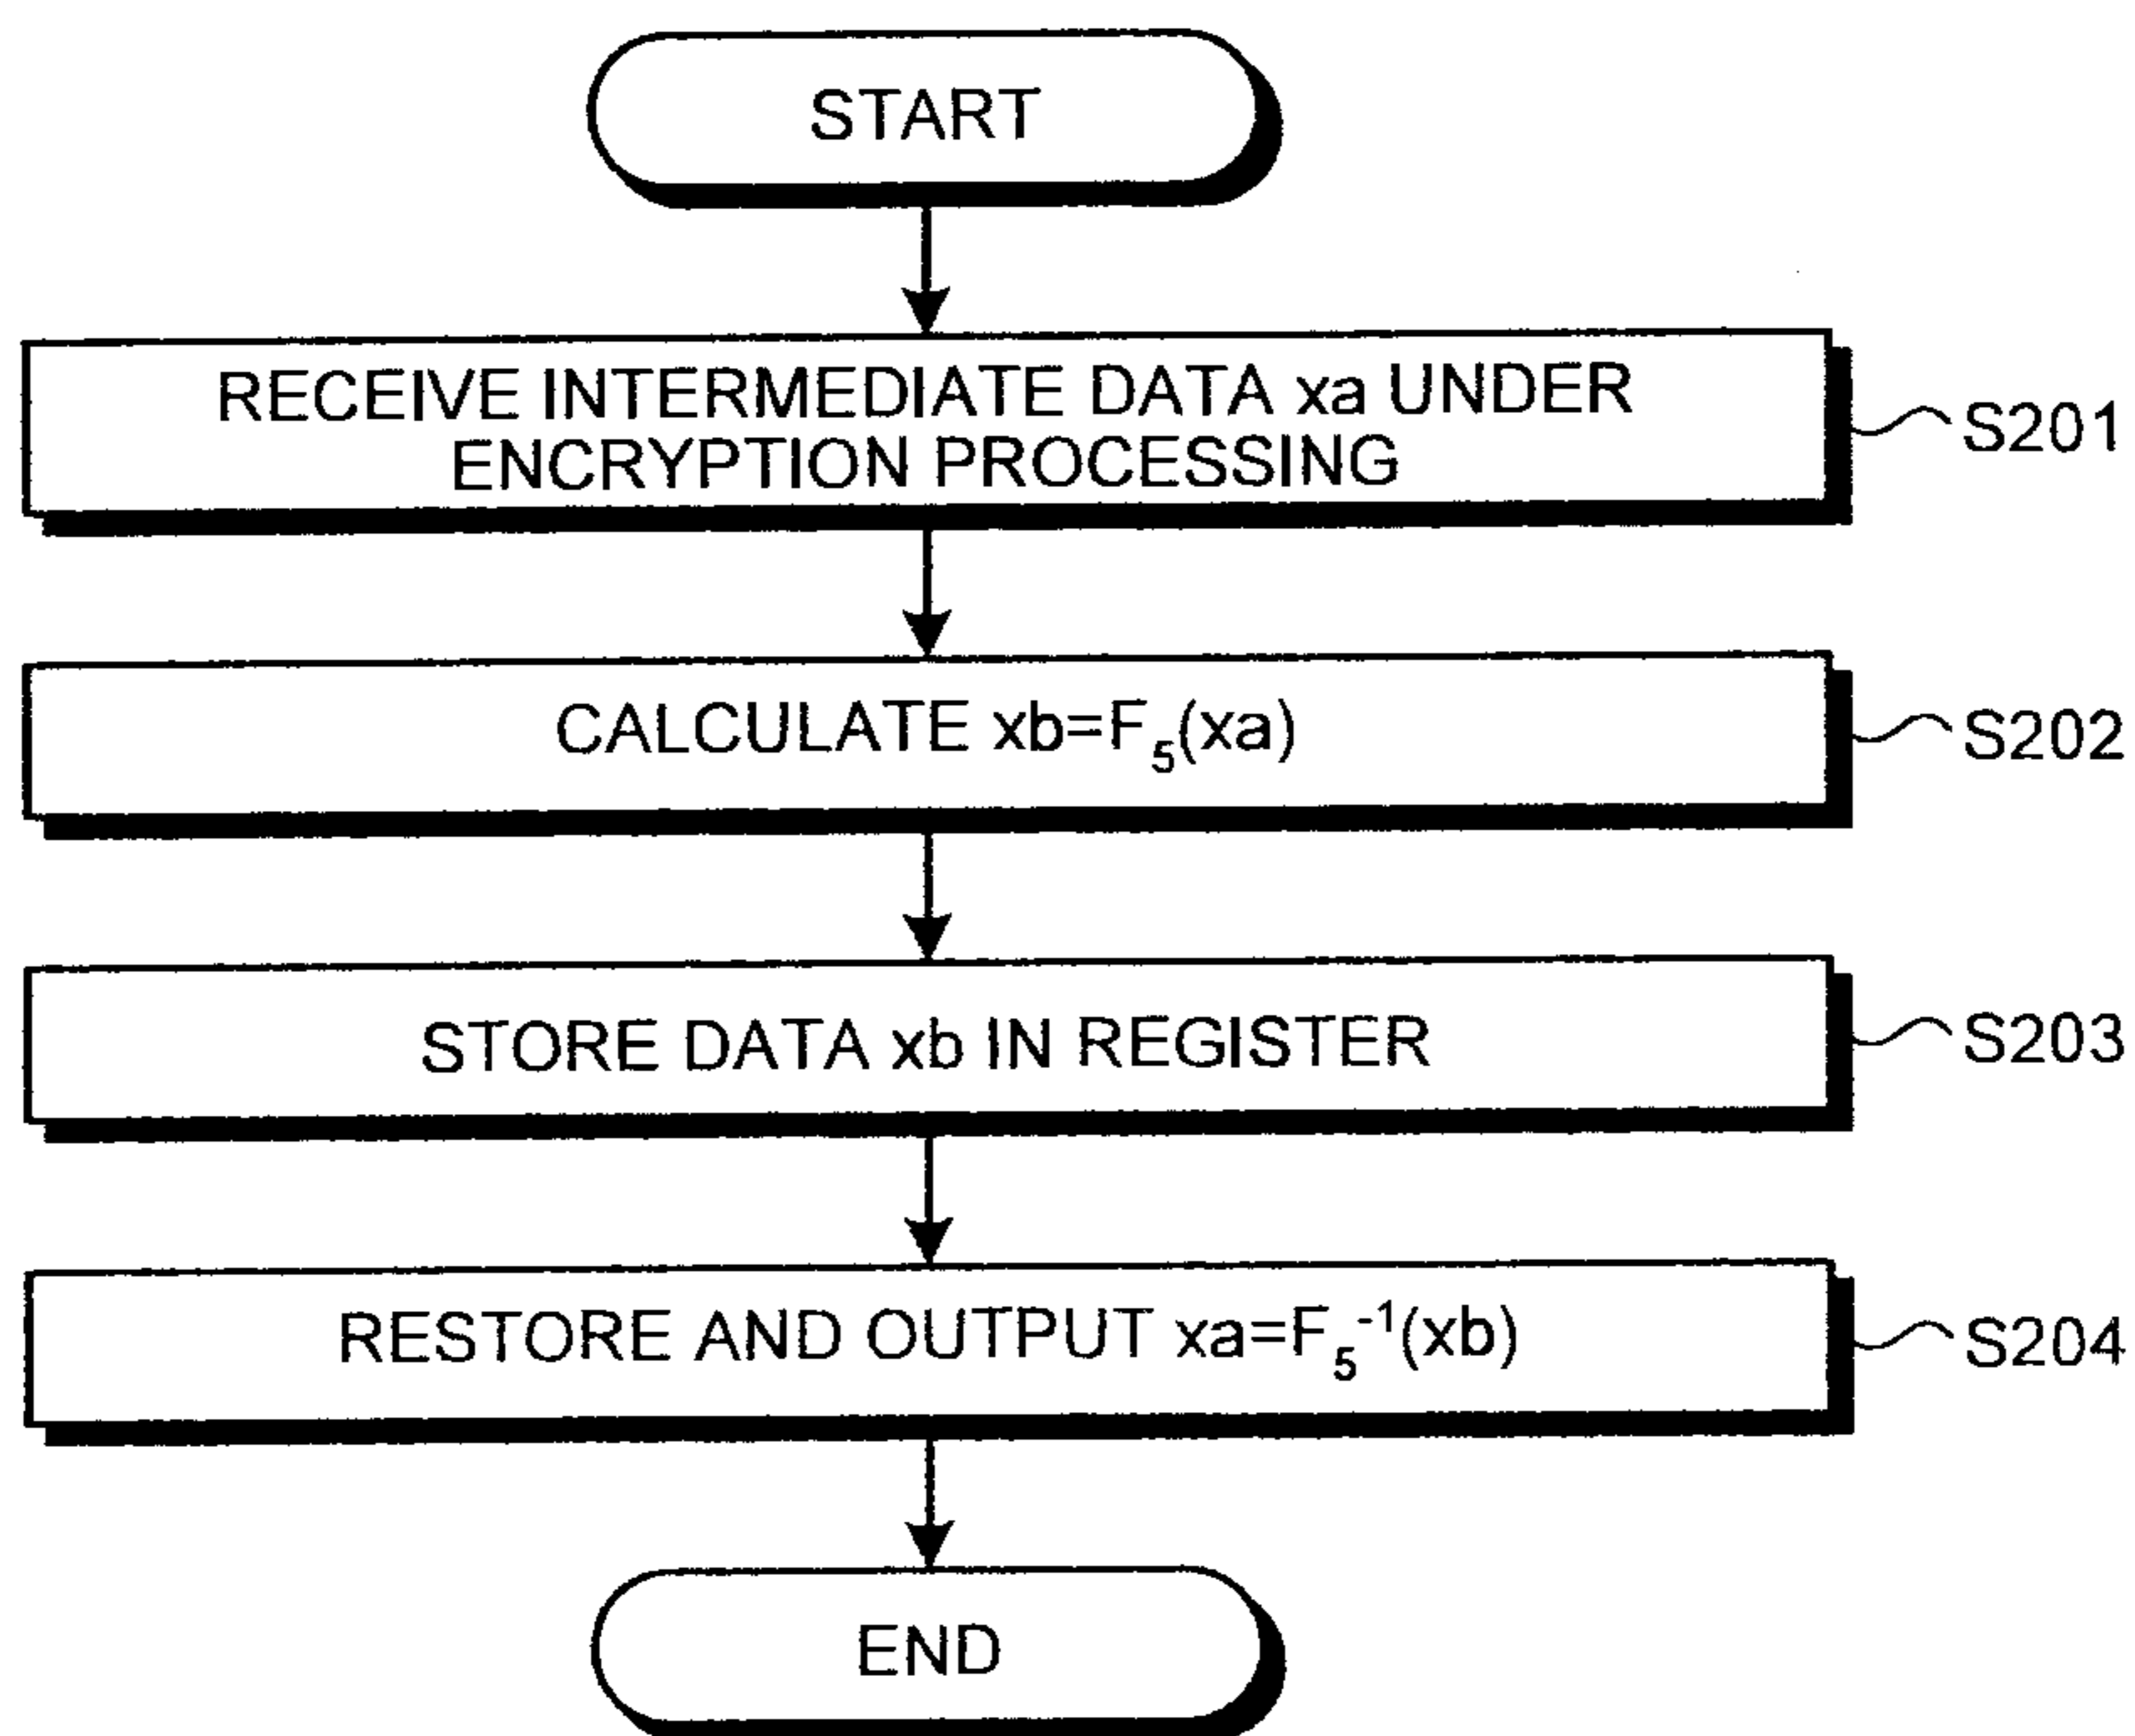 START
RECEIVE INTERMEDIATE DATA xa UNDER
ENCRYPTION PROCESSING
S201
CALCULATE xb=F₅(xa)
S202
STORE DATA xb IN REGISTER
S203
RESTORE AND OUTPUT xa=F₅⁻¹(xb)
S204
END